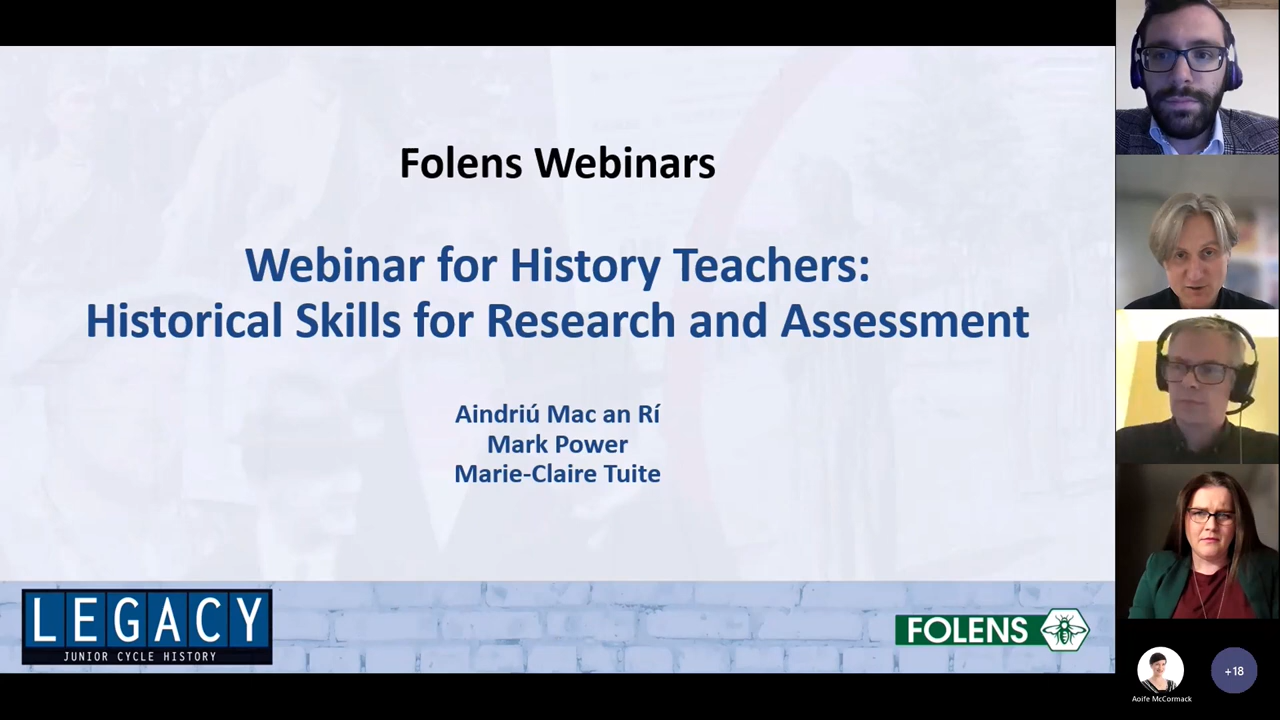 Folens Webinars
Webinar for History Teachers:
Historical Skills for Research and Assessment
Aindriú Mac an Rí
Mark Power
Marie-Claire Tuite
LEGACY
JUNIOR CYCLE HISTORY
FOLENS
Aoife McCormack
+18